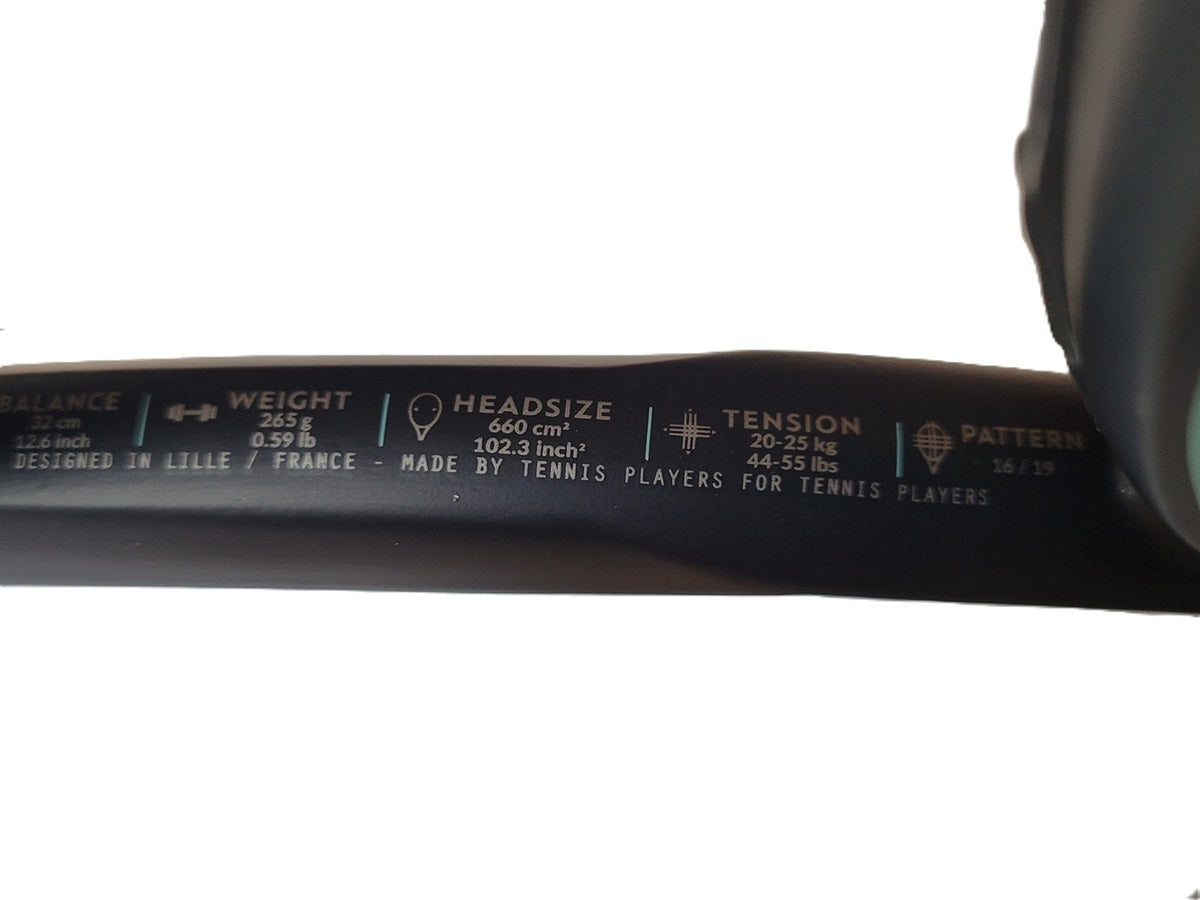 BALANCE
32 cm
12.6 inch
WEIGHT
265 g
0.59 lb
HEADSIZE
660 cm²
102.3 inch²
TENSION
20-25 kg
44-55 lbs
PATTERN
16 / 19
DESIGNED IN LILLE / FRANCE - MADE BY TENNIS PLAYERS FOR TENNIS PLAYERS